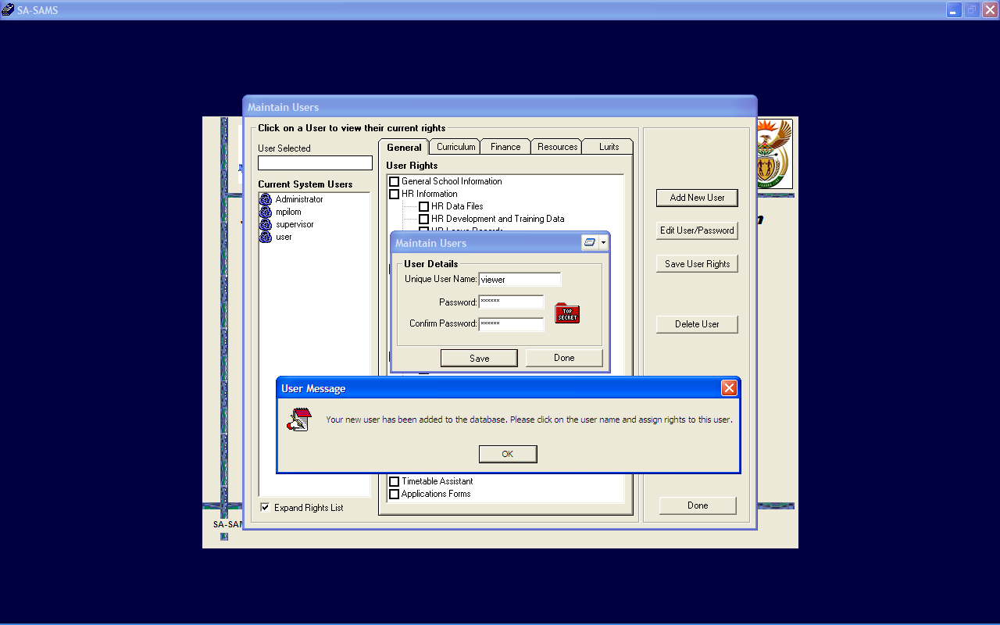 SA-SAMS
Maintain Users
Click on a User to view their current rights
User Selected
Current System Users
Administrator
mpilom
supervisor
user
Expand Rights List
General
Curriculum
Finance
Resources
Lurits
User Rights
General School Information
HR Information
HR Data Files
HR Development and Training Data
Maintain Users
User Details
Unique User Name: viewer
Password: ******
Confirm Password: ******
TOP
SECRET
Save
Done
User Message
Your new user has been added to the database. Please click on the user name and assign rights to this user.
OK
Timetable Assistant
Applications Forms
Add New User
Edit User/Password
Save User Rights
Delete User
Done